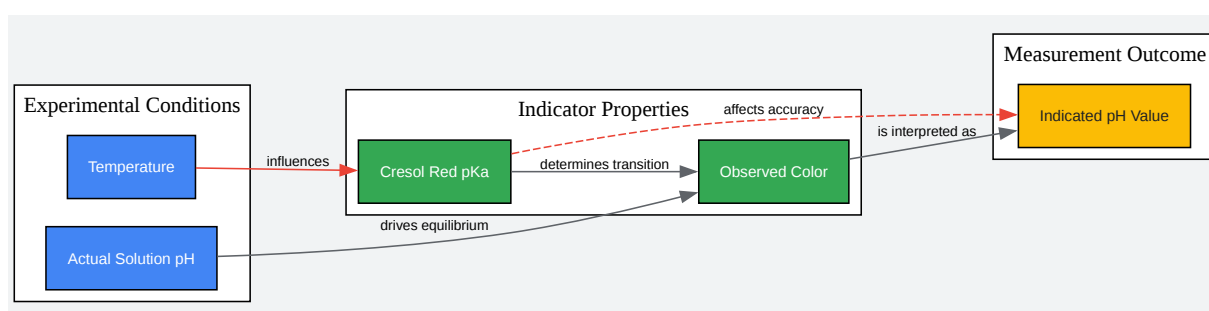 Experimental Conditions
Temperature
Actual Solution pH
influences
drives equilibrium
Indicator Properties
Cresol Red pKa
determines transition
Observed Color
affects accuracy
is interpreted as
Measurement Outcome
Indicated pH Value